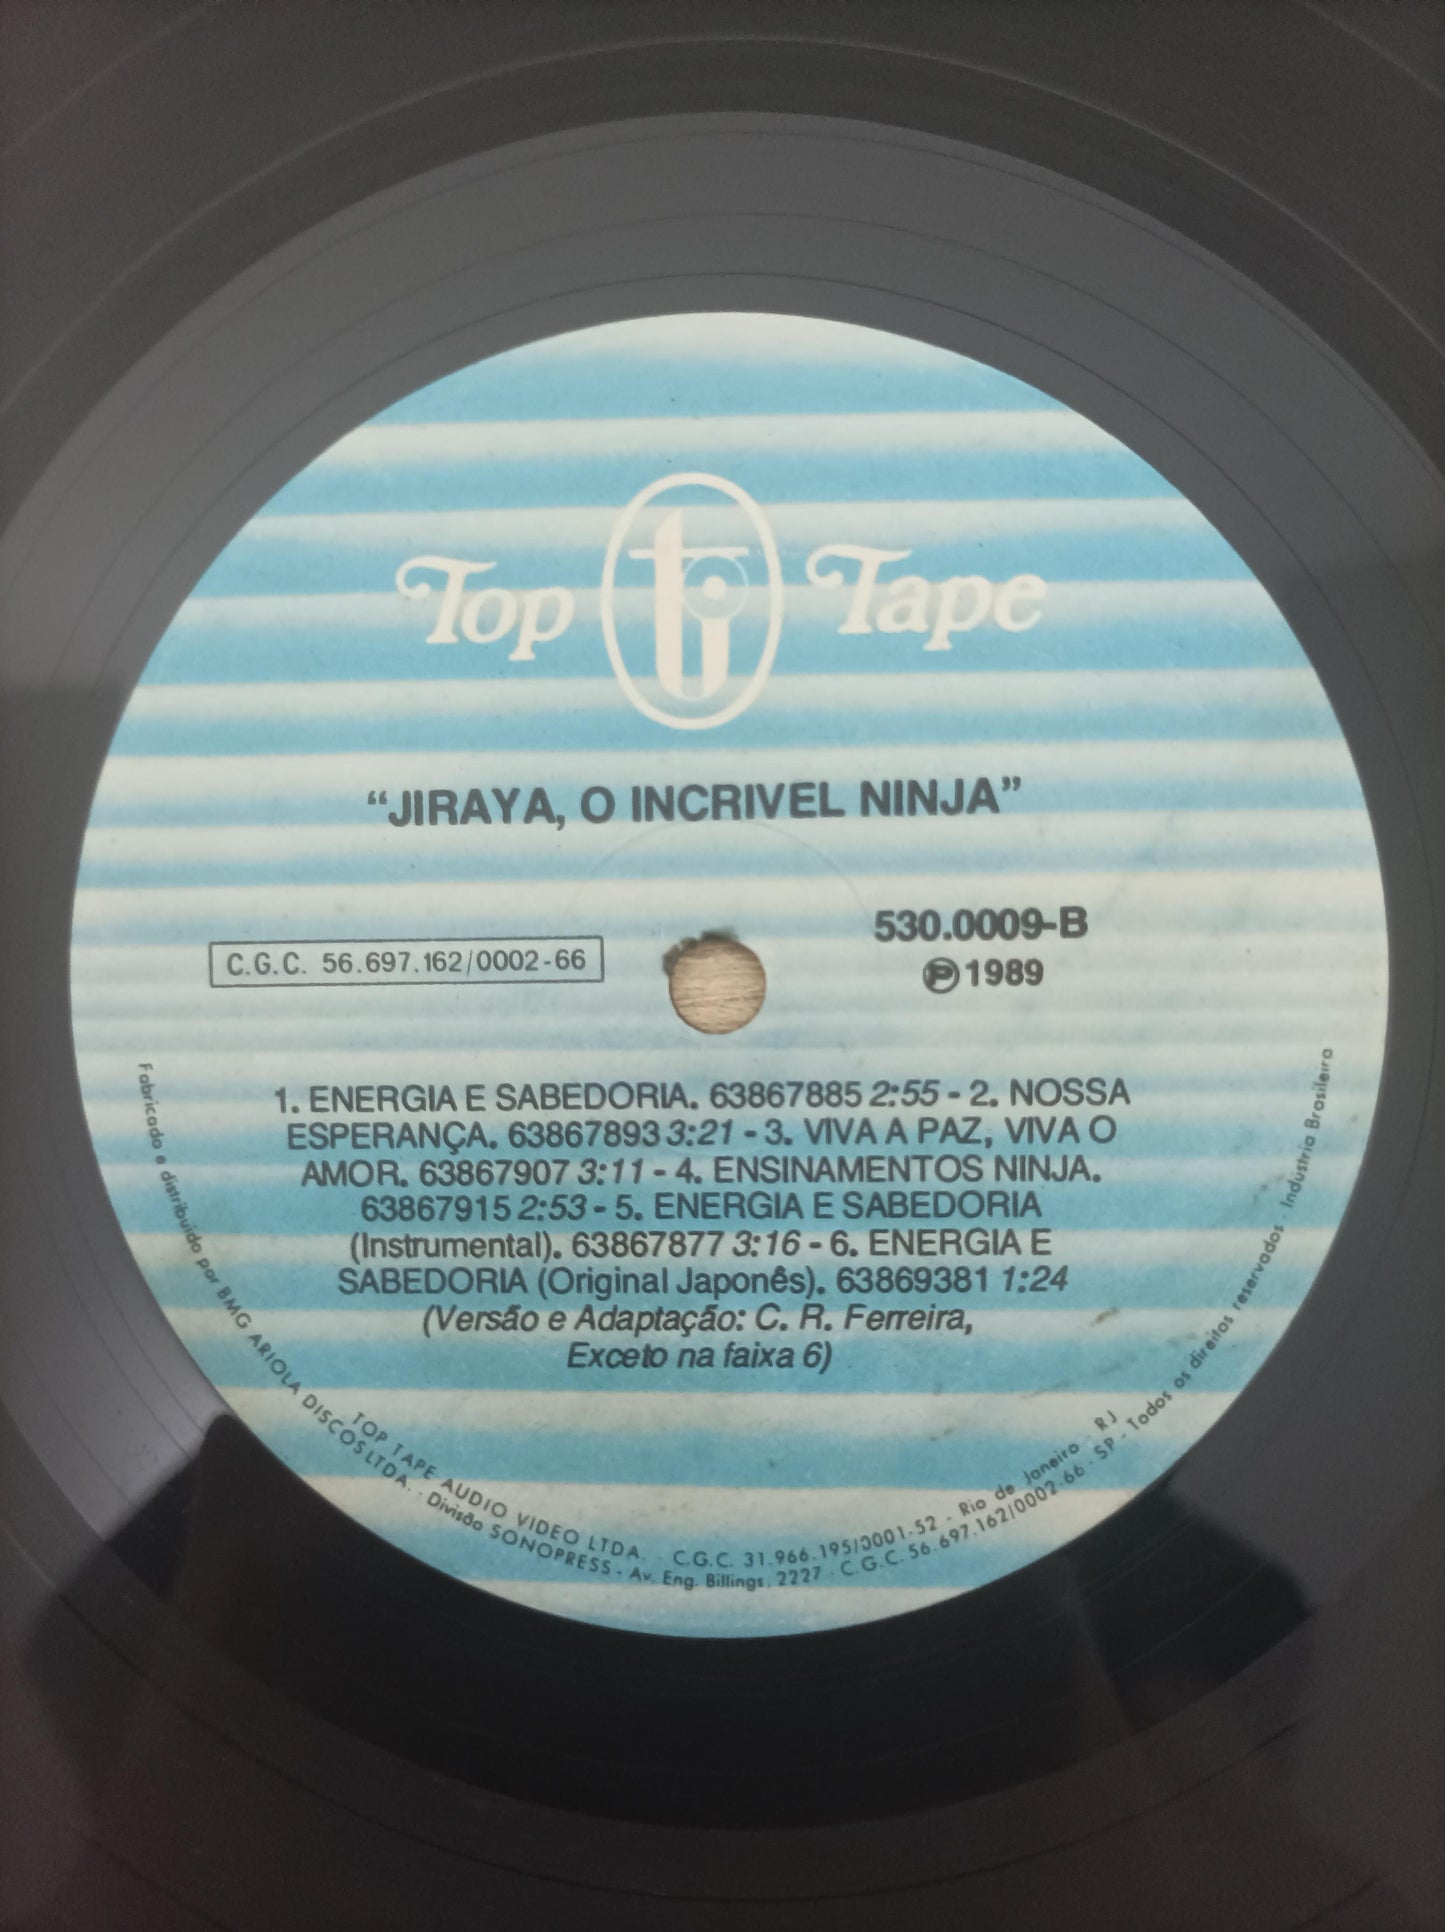 Top Tape
“JIRAYA, O INCRIVEL NINJA”
530.0009-B
C.G.C. 56.697.162/0002-66
Ⓟ 1989
1. ENERGIA E SABEDORIA. 63867885 2:55 - 2. NOSSA
ESPERANÇA. 63867893 3:21 - 3. VIVA A PAZ, VIVA O
AMOR. 63867907 3:11 - 4. ENSINAMENTOS NINJA.
63867915 2:53 - 5. ENERGIA E SABEDORIA
(Instrumental). 63867877 3:16 - 6. ENERGIA E
SABEDORIA (Original Japonês). 63869381 1:24
(Versão e Adaptação: C. R. Ferreira,
Exceto na faixa 6)
TOP TAPE AUDIO VIDEO LTDA. · C.G.C. 31.966.195/0001-52 - Rio de Janeiro - RJ
Fabricado e distribuido por BMG ARIOLA DISCOS LTDA. · Divisão SONOPRESS - Av. Eng. Billings, 2227 · C.G.C. 56.697.162/0002-66 · SP - Todos os direitos reservados · Industria Brasileira